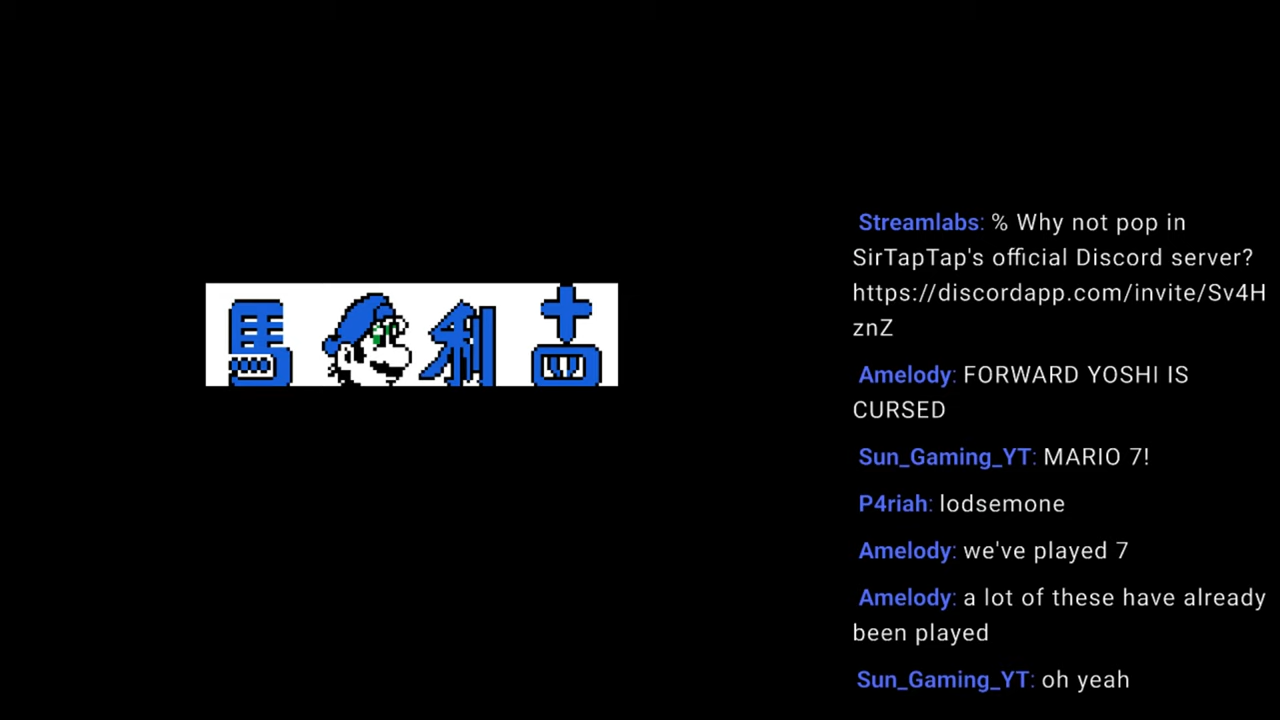 馬利古
Streamlabs: % Why not pop in
SirTapTap's official Discord server?
https://discordapp.com/invite/Sv4H
znZ
Amelody: FORWARD YOSHI IS
CURSED
Sun_Gaming_YT: MARIO 7!
P4riah: lodsemone
Amelody: we've played 7
Amelody: a lot of these have already
been played
Sun_Gaming_YT: oh yeah